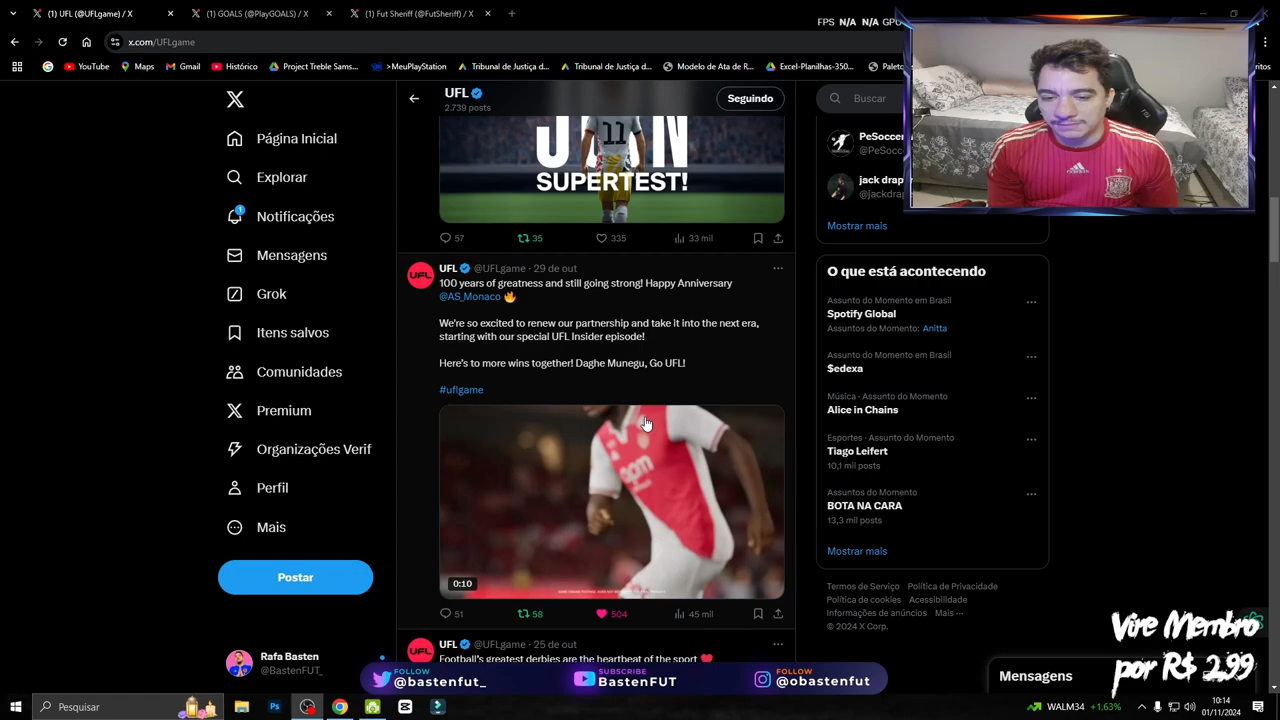 (1) UFL (@UFLgame) / X
(1) GOALS (@PlayGOALS) / X
(1) Fut Sheriff (@FutSheriff) / X
FPS N/A N/A GPU
x.com/UFLgame
YouTube
Maps
Gmail
Histórico
Project Treble Sams...
>MeuPlayStation
Tribunal de Justiça d...
Tribunal de Justiça d...
Modelo de Ata de R...
Excel-Planilhas-350...
UFL
2.739 posts
Seguindo
Buscar
Página Inicial
Explorar
1
Notificações
Mensagens
Grok
Itens salvos
Comunidades
Premium
Organizações Verif
Perfil
Mais
Postar
Rafa Basten
@BastenFUT_
11
SUPERTEST!
57
35
335
33 mil
UFL @UFLgame · 29 de out
100 years of greatness and still going strong! Happy Anniversary
@AS_Monaco 🔥
We're so excited to renew our partnership and take it into the next era,
starting with our special UFL Insider episode!
Here's to more wins together! Daghe Munegu, Go UFL!
#uflgame
0:10
51
58
504
45 mil
UFL @UFLgame · 25 de out
Football's greatest derbies are the heartbeat of the sport ❤️
PeSoccer
@PeSocce
jack drap
@jackdrap
Mostrar mais
O que está acontecendo
Assunto do Momento em Brasil
Spotify Global
Assuntos do Momento: Anitta
Assunto do Momento em Brasil
$edexa
Música · Assunto do Momento
Alice in Chains
Esportes · Assunto do Momento
Tiago Leifert
10,1 mil posts
Assuntos do Momento
BOTA NA CARA
13,3 mil posts
Mostrar mais
Termos de Serviço Política de Privacidade
Política de cookies Acessibilidade
Informações de anúncios Mais ···
© 2024 X Corp.
adidas
Vire Membro
por R$ 2,99
Mensagens
FOLLOW
@bastenfut_
SUBSCRIBE
BastenFUT
FOLLOW
@obastenfut
Pesquisar
WALM34 +1,63%
10:14
01/11/2024